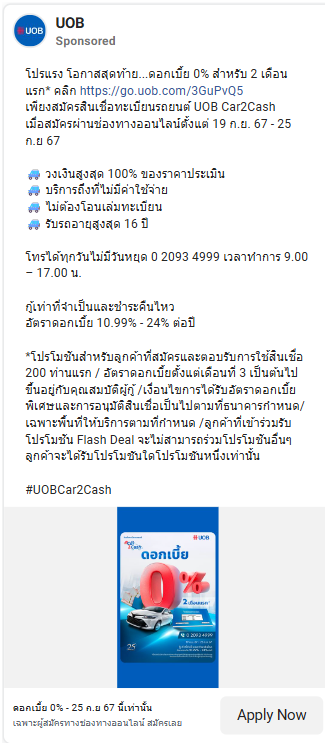 UOB
Sponsored
โปรแรง โอกาสสุดท้าย...ดอกเบี้ย 0% สำหรับ 2 เดือน
แรก* คลิก https://go.uob.com/3GuPvQ5
เพียงสมัครสินเชื่อทะเบียนรถยนต์ UOB Car2Cash
เมื่อสมัครผ่านช่องทางออนไลน์ตั้งแต่ 19 ก.ย. 67 - 25
ก.ย 67
🚙 วงเงินสูงสุด 100% ของราคาประเมิน
🚙 บริการถึงที่ไม่มีค่าใช้จ่าย
🚙 ไม่ต้องโอนเล่มทะเบียน
🚙 รับรถอายุสูงสุด 16 ปี
โทรได้ทุกวันไม่มีวันหยุด 0 2093 4999 เวลาทำการ 9.00
– 17.00 น.
กู้เท่าที่จำเป็นและชำระคืนไหว
อัตราดอกเบี้ย 10.99% - 24% ต่อปี
*โปรโมชันสำหรับลูกค้าที่สมัครและตอบรับการใช้สินเชื่อ
200 ท่านแรก / อัตราดอกเบี้ยตั้งแต่เดือนที่ 3 เป็นต้นไป
ขึ้นอยู่กับคุณสมบัติผู้กู้ /เงื่อนไขการได้รับอัตราดอกเบี้ย
พิเศษและการอนุมัติสินเชื่อเป็นไปตามที่ธนาคารกำหนด/
เฉพาะพื้นที่ให้บริการตามที่กำหนด /ลูกค้าที่เข้าร่วมรับ
โปรโมชัน Flash Deal จะไม่สามารถร่วมโปรโมชันอื่นๆ
ลูกค้าจะได้รับโปรโมชันใดโปรโมชันหนึ่งเท่านั้น
#UOBCar2Cash
UOB
Cash
ดอกเบี้ย
0%
2 เดือนแรก*
0 2093 4999
25
ดอกเบี้ย 0% - 25 ก.ย 67 นี้เท่านั้น
เฉพาะผู้สมัครทางช่องทางออนไลน์ สมัครเลย
Apply Now